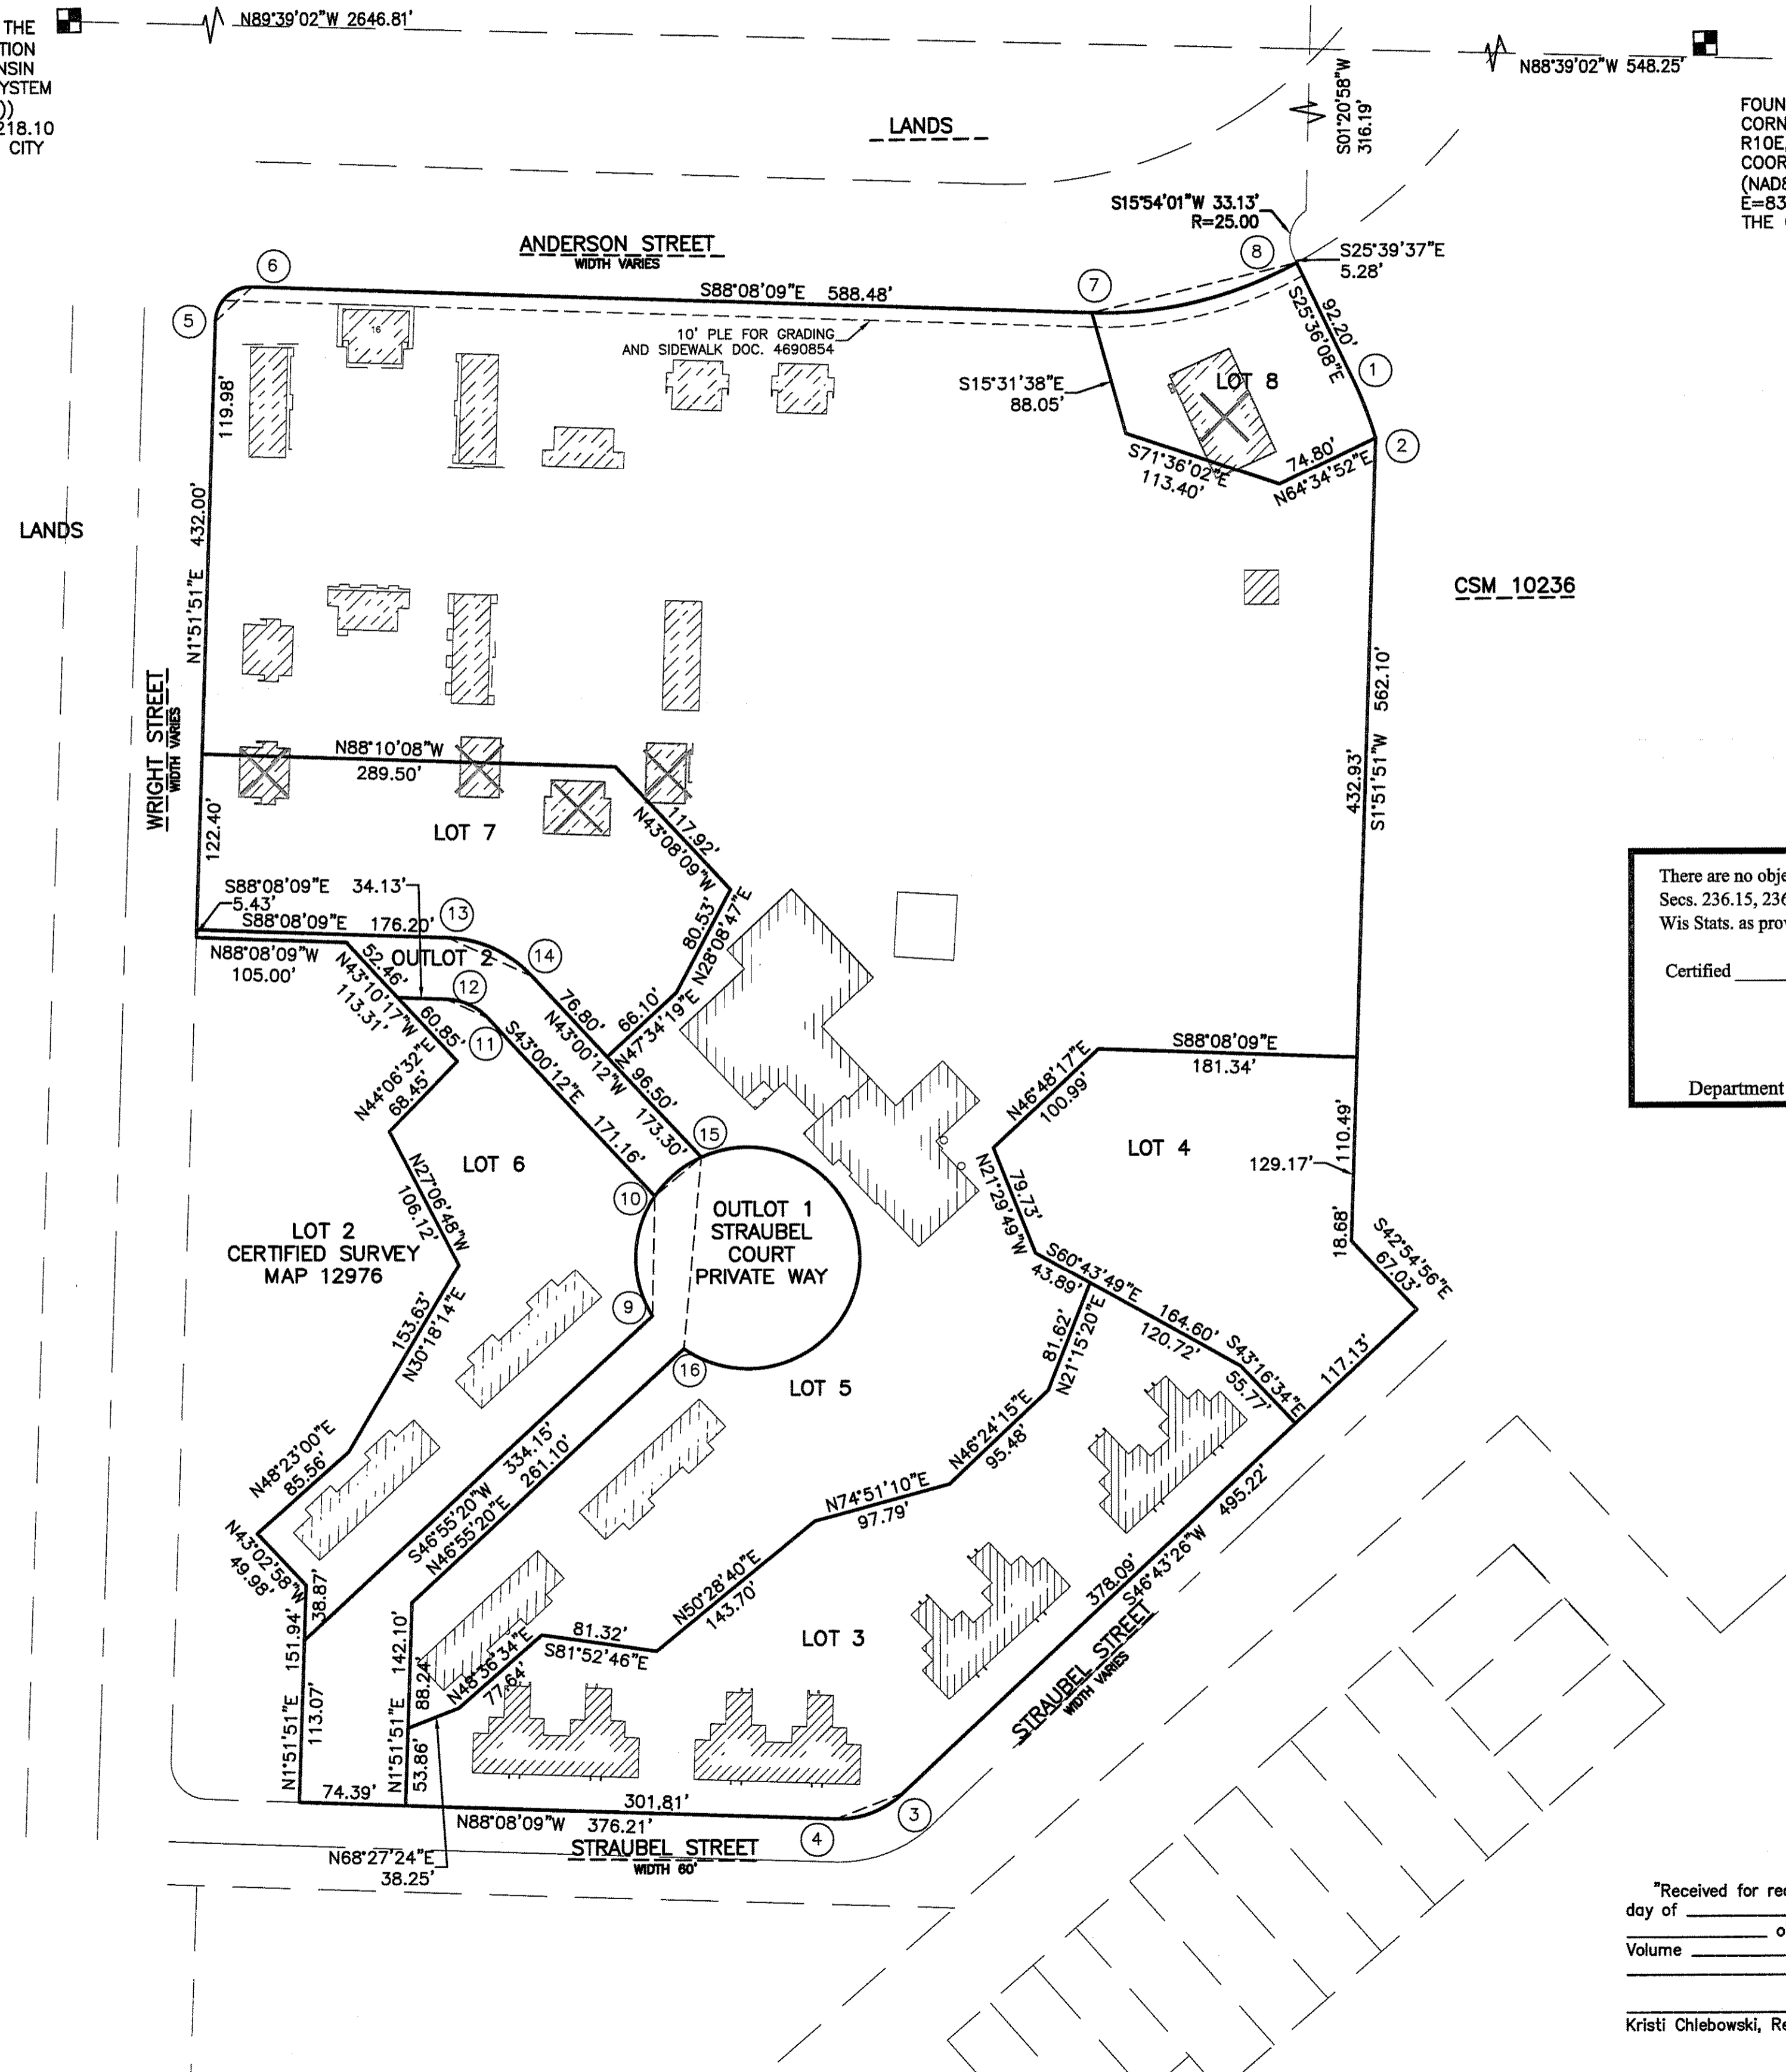 THE
TION
NSIN
YSTEM
))
218.10
CITY
N89°39'02"W 2646.81'
N88°39'02"W 548.25'
S01°20'58"W
316.19'
FOUN
CORN
R10E,
COOR
(NAD8
E=83
THE
LANDS
S15°54'01"W 33.13'
R=25.00
8
S25°39'37"E
5.28'
ANDERSON STREET
WIDTH VARIES
6
5
S88°08'09"E 588.48'
7
10' PLE FOR GRADING
AND SIDEWALK DOC. 4690854
16
92.20'
S25°36'08"E
1
LOT 8
S15°31'38"E
88.05'
2
74.80'
N64°34'52"E
S71°36'02"E
113.40'
119.98'
N1°51'51"E 432.00'
LANDS
CSM 10236
562.10'
S1°51'51"W
432.93'
WRIGHT STREET
WIDTH VARIES
N88°10'08"W
289.50'
LOT 7
117.92'
N43°08'09"W
122.40'
80.53'
N28°08'47"E
S88°08'09"E 34.13'
5.43'
S88°08'09"E 176.20'
13
14
N88°08'09"W
105.00'
OUTLOT 2
52.46'
N43°10'17"W
113.31'
12
60.85'
11
76.80'
N43°00'12"W
66.10'
N47°34'19"E
S43°00'12"E
171.16'
96.50'
173.30'
15
N44°06'32"E
68.45'
LOT 6
N27°06'48"W
106.12'
10
OUTLOT 1
STRAUBEL
COURT
PRIVATE WAY
LOT 2
CERTIFIED SURVEY
MAP 12976
9
16
There are no obje
Secs. 236.15, 236
Wis Stats. as prov
Certified
Department
S88°08'09"E
181.34'
N46°48'17"E
100.99'
LOT 4
110.49'
129.17'
N21°29'49"W
79.73'
18.68'
S42°54'56"E
67.03'
S60°43'49"E
43.89'
164.60'
120.72'
S43°16'34"E
55.77'
117.13'
81.62'
N21°15'20"E
LOT 5
153.63'
N30°18'14"E
N48°23'00"E
85.56'
334.15'
261.10'
S46°55'20"W
N46°55'20"E
N43°02'58"W
49.98'
38.87'
N46°24'15"E
95.48'
N74°51'10"E
97.79'
495.22'
378.09'
S46°43'26"W
N50°28'40"E
143.70'
81.32'
S81°52'46"E
LOT 3
151.94'
N1°51'51"E
113.07'
142.10'
N1°51'51"E
88.24'
53.86'
N48°36'34"E
77.64'
STRAUBEL STREET
WIDTH VARIES
74.39'
301.81'
N88°08'09"W 376.21'
3
4
STRAUBEL STREET
WIDTH 60'
N68°27'24"E
38.25'
"Received for rec
day of
o
Volume
Kristi Chlebowski, Re